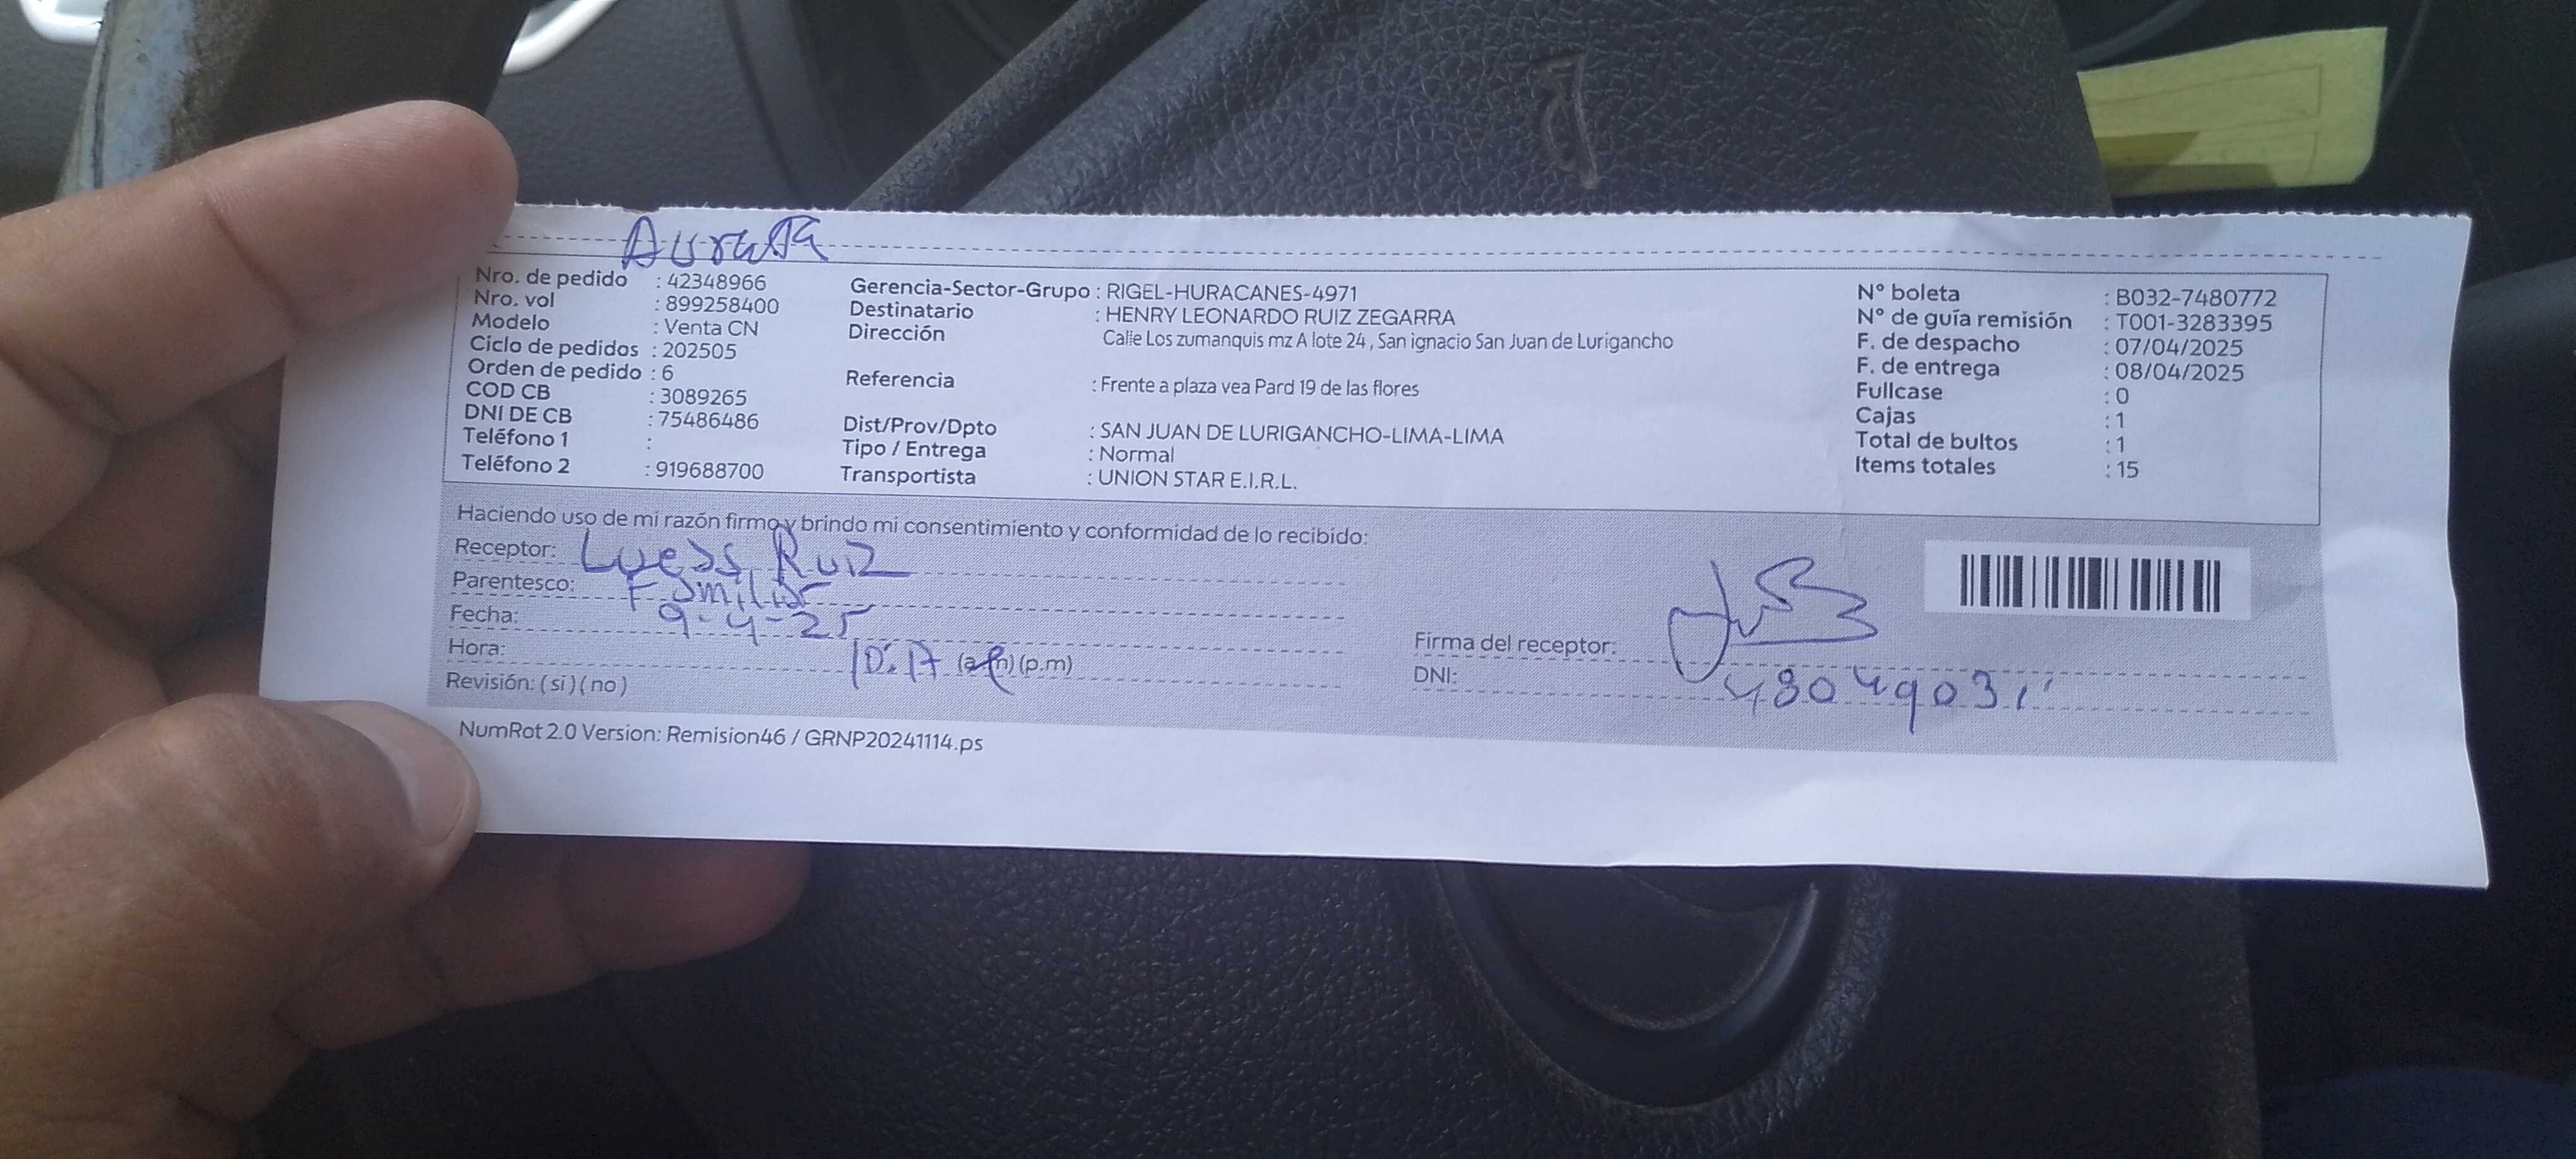 Nro. de pedido : 42348966
Nro. vol : 899258400
Modelo : Venta CN
Ciclo de pedidos : 202505
Orden de pedido : 6
COD CB : 3089265
DNI DE CB : 75486486
Teléfono 1 :
Teléfono 2 : 919688700
Gerencia-Sector-Grupo : RIGEL-HURACANES-4971
Destinatario : HENRY LEONARDO RUIZ ZEGARRA
Dirección Calle Los zumanquis mz A lote 24 , San ignacio San Juan de Lurigancho
Referencia : Frente a plaza vea Pard 19 de las flores
Dist/Prov/Dpto : SAN JUAN DE LURIGANCHO-LIMA-LIMA
Tipo / Entrega : Normal
Transportista : UNION STAR E.I.R.L.
N° boleta : B032-7480772
N° de guía remisión : T001-3283395
F. de despacho : 07/04/2025
F. de entrega : 08/04/2025
Fullcase : 0
Cajas : 1
Total de bultos : 1
Items totales : 15
Haciendo uso de mi razón firmo y brindo mi consentimiento y conformidad de lo recibido:
Receptor: Ruiz
Parentesco: Familiar
Fecha: 9-4-25
Hora: 10:17 (a.m) (p.m)
Revisión: ( si ) ( no )
Firma del receptor:
DNI: 48049031
NumRot 2.0 Version: Remision46 / GRNP20241114.ps